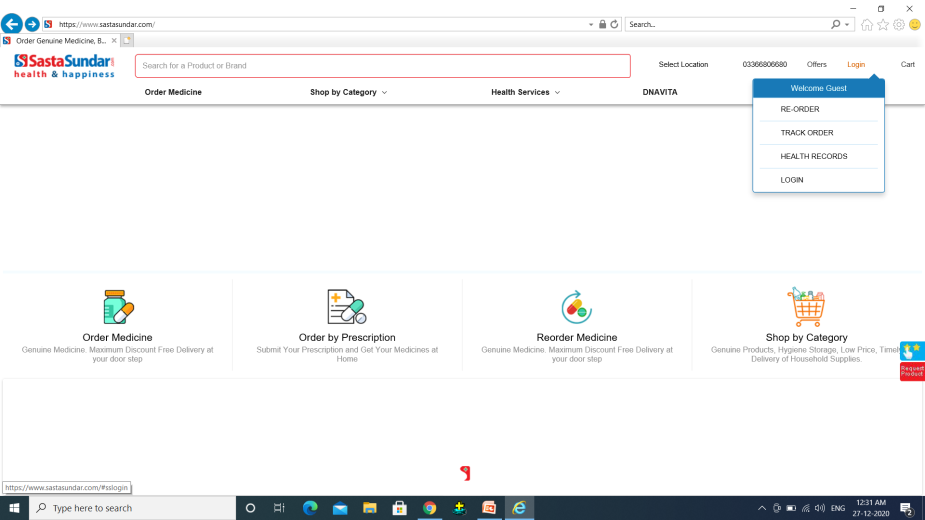 https://www.sastasundar.com/
Search...
Order Genuine Medicine, B...
SastaSundar
health & happiness
Search for a Product or Brand
Select Location
03366806680
Offers
Login
Cart
Order Medicine
Shop by Category
Health Services
DNAVITA
Welcome Guest
RE-ORDER
TRACK ORDER
HEALTH RECORDS
LOGIN
Order Medicine
Genuine Medicine. Maximum Discount Free Delivery at
your door step
Order by Prescription
Submit Your Prescription and Get Your Medicines at
Home
Reorder Medicine
Genuine Medicine. Maximum Discount Free Delivery at
your door step
Shop by Category
Genuine Products, Hygiene Storage, Low Price, Timel
Delivery of Household Supplies.
Request
Product
https://www.sastasundar.com/#sslogin
Type here to search
ENG
12:31 AM
27-12-2020
2